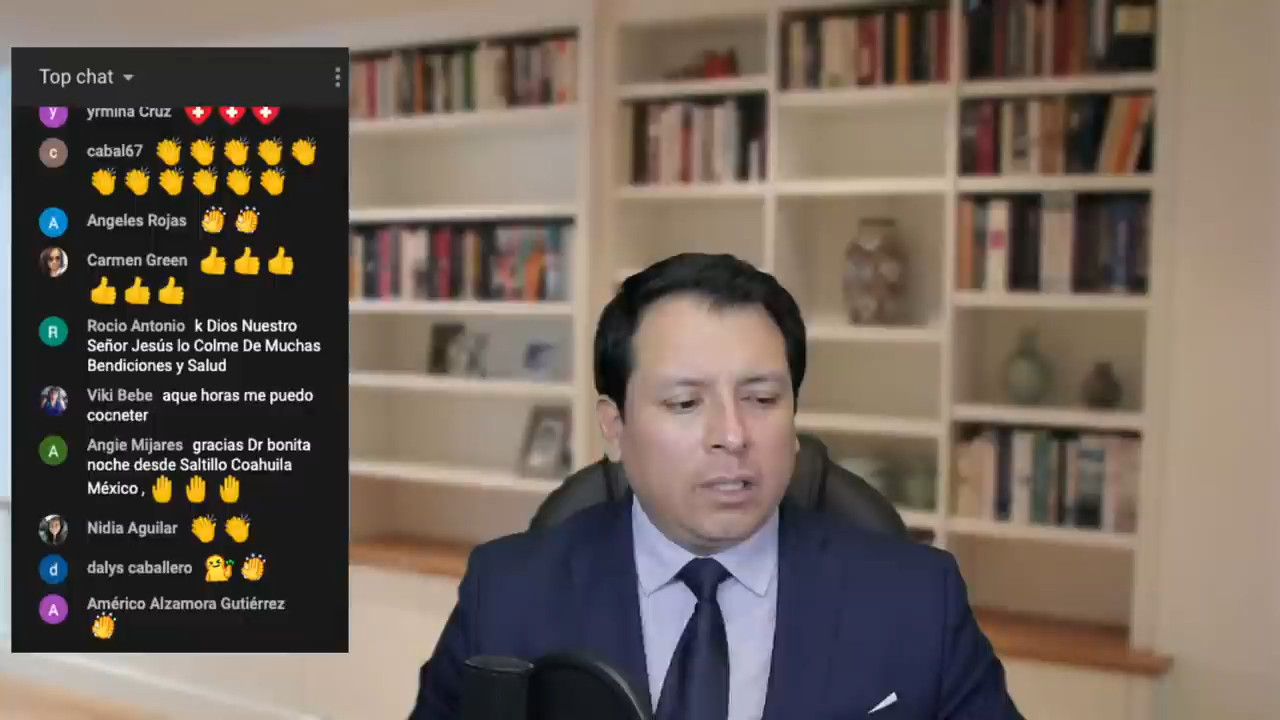 Top chat
yrmina Cruz
cabal67
Angeles Rojas
Carmen Green
Rocio Antonio k Dios Nuestro
Señor Jesús lo Colme De Muchas
Bendiciones y Salud
Viki Bebe aque horas me puedo
cocneter
Angie Mijares gracias Dr bonita
noche desde Saltillo Coahuila
México ,
Nidia Aguilar
dalys caballero
Américo Alzamora Gutiérrez